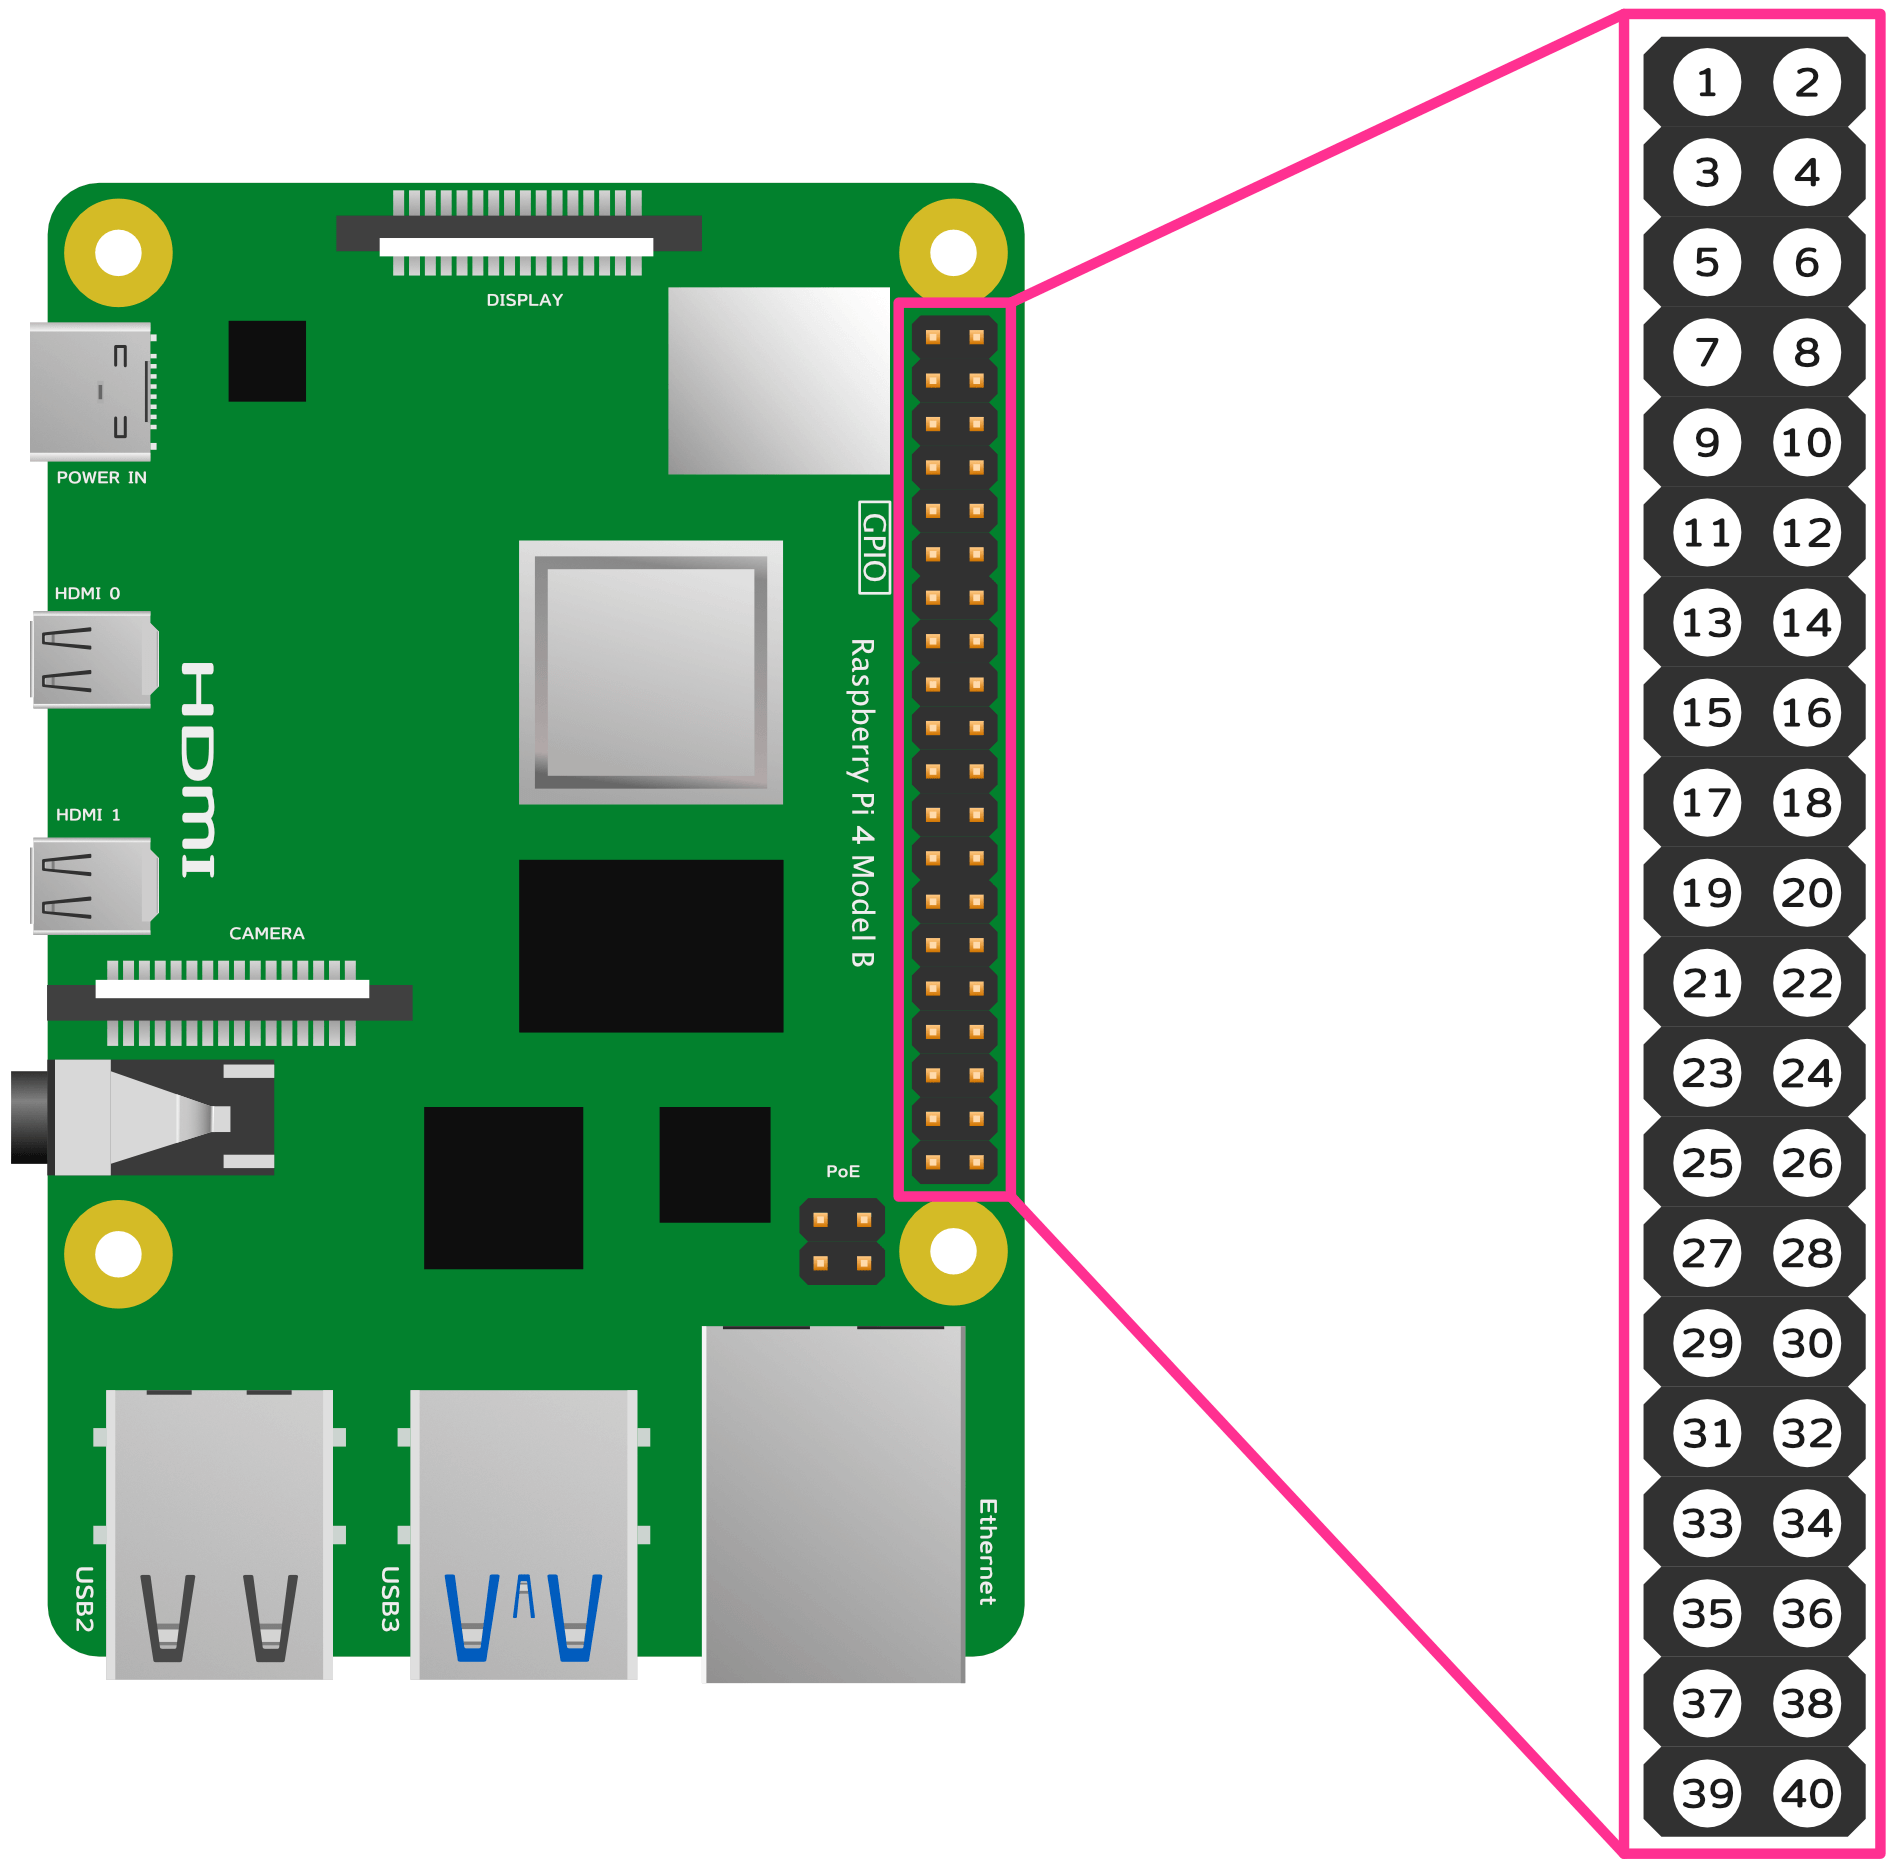 DISPLAY
POWER IN
GPIO
HDMI 0
HDMI
Raspberry Pi 4 Model B
HDMI 1
CAMERA
PoE
USB2
USB3
Ethernet
1 2
3 4
5 6
7 8
9 10
11 12
13 14
15 16
17 18
19 20
21 22
23 24
25 26
27 28
29 30
31 32
33 34
35 36
37 38
39 40